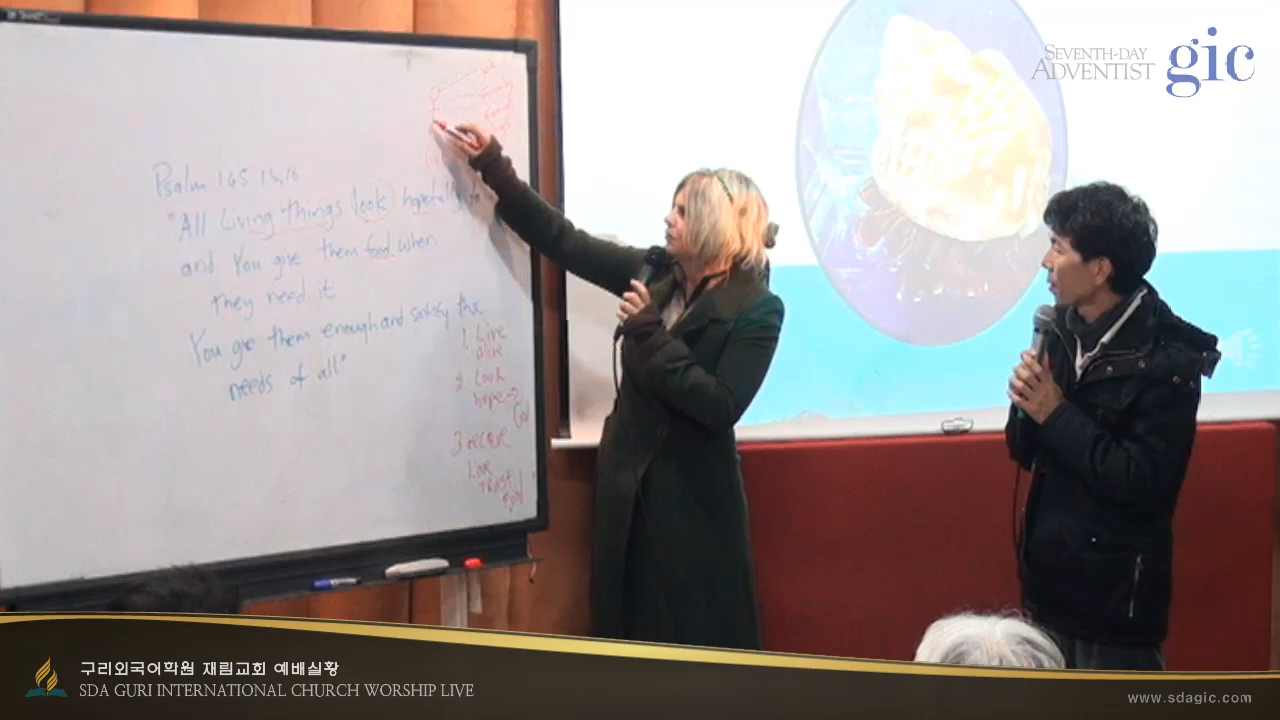 SEVENTH-DAY
ADVENTIST gic
Psalm 145 15,16
"All Living things look hopefully to
and You give them food when
they need it
You give them enough and satisfy the
needs of all"
1. Live
alive
2. Look
hope →
God
3 receive
Love
trust
구리외국어학원 재림교회 예배실황
SDA GURI INTERNATIONAL CHURCH WORSHIP LIVE
www.sdagic.com